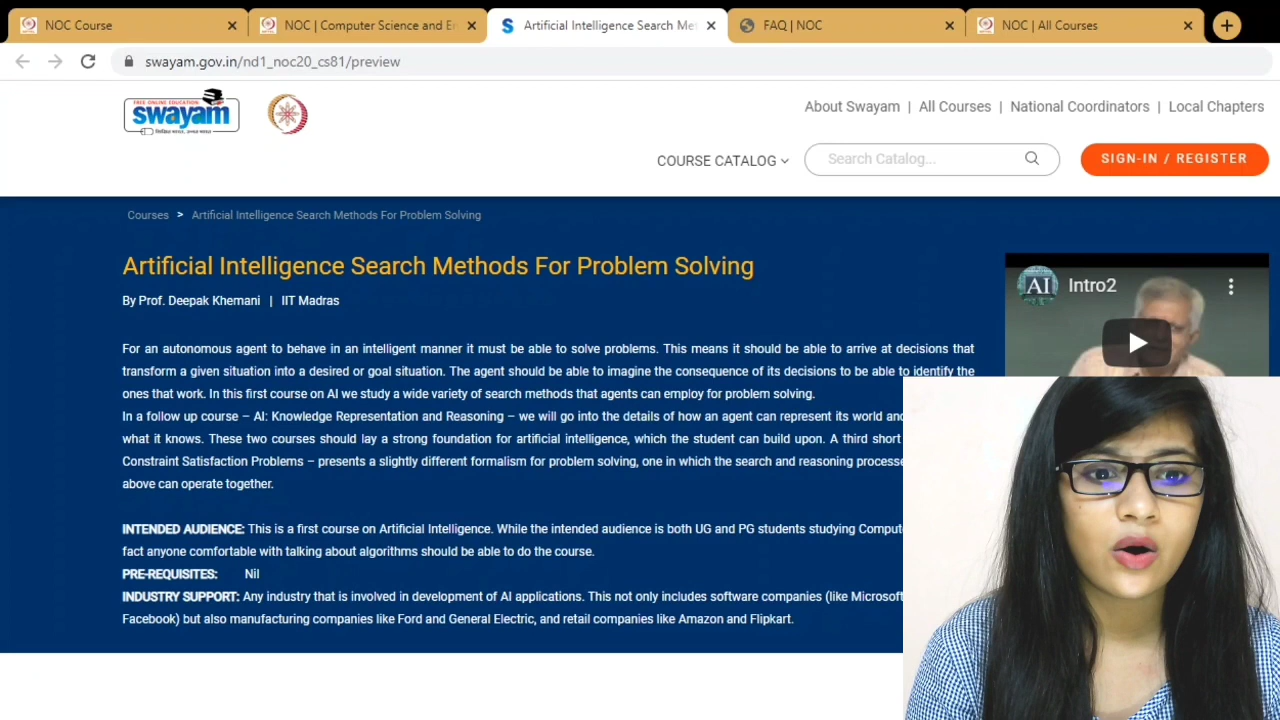 NOC Course
NOC | Computer Science and En
Artificial Intelligence Search Met
FAQ | NOC
NOC | All Courses
swayam.gov.in/nd1_noc20_cs81/preview
FREE ONLINE EDUCATION
swayam
About Swayam | All Courses | National Coordinators | Local Chapters
COURSE CATALOG
Search Catalog...
SIGN-IN / REGISTER
Courses > Artificial Intelligence Search Methods For Problem Solving
Artificial Intelligence Search Methods For Problem Solving
By Prof. Deepak Khemani | IIT Madras
AI
Intro2
For an autonomous agent to behave in an intelligent manner it must be able to solve problems. This means it should be able to arrive at decisions that
transform a given situation into a desired or goal situation. The agent should be able to imagine the consequence of its decisions to be able to identify the
ones that work. In this first course on AI we study a wide variety of search methods that agents can employ for problem solving.
In a follow up course – AI: Knowledge Representation and Reasoning – we will go into the details of how an agent can represent its world and
what it knows. These two courses should lay a strong foundation for artificial intelligence, which the student can build upon. A third short
Constraint Satisfaction Problems – presents a slightly different formalism for problem solving, one in which the search and reasoning processe
above can operate together.
INTENDED AUDIENCE: This is a first course on Artificial Intelligence. While the intended audience is both UG and PG students studying Compute
fact anyone comfortable with talking about algorithms should be able to do the course.
PRE-REQUISITES: Nil
INDUSTRY SUPPORT: Any industry that is involved in development of AI applications. This not only includes software companies (like Microsoft
Facebook) but also manufacturing companies like Ford and General Electric, and retail companies like Amazon and Flipkart.